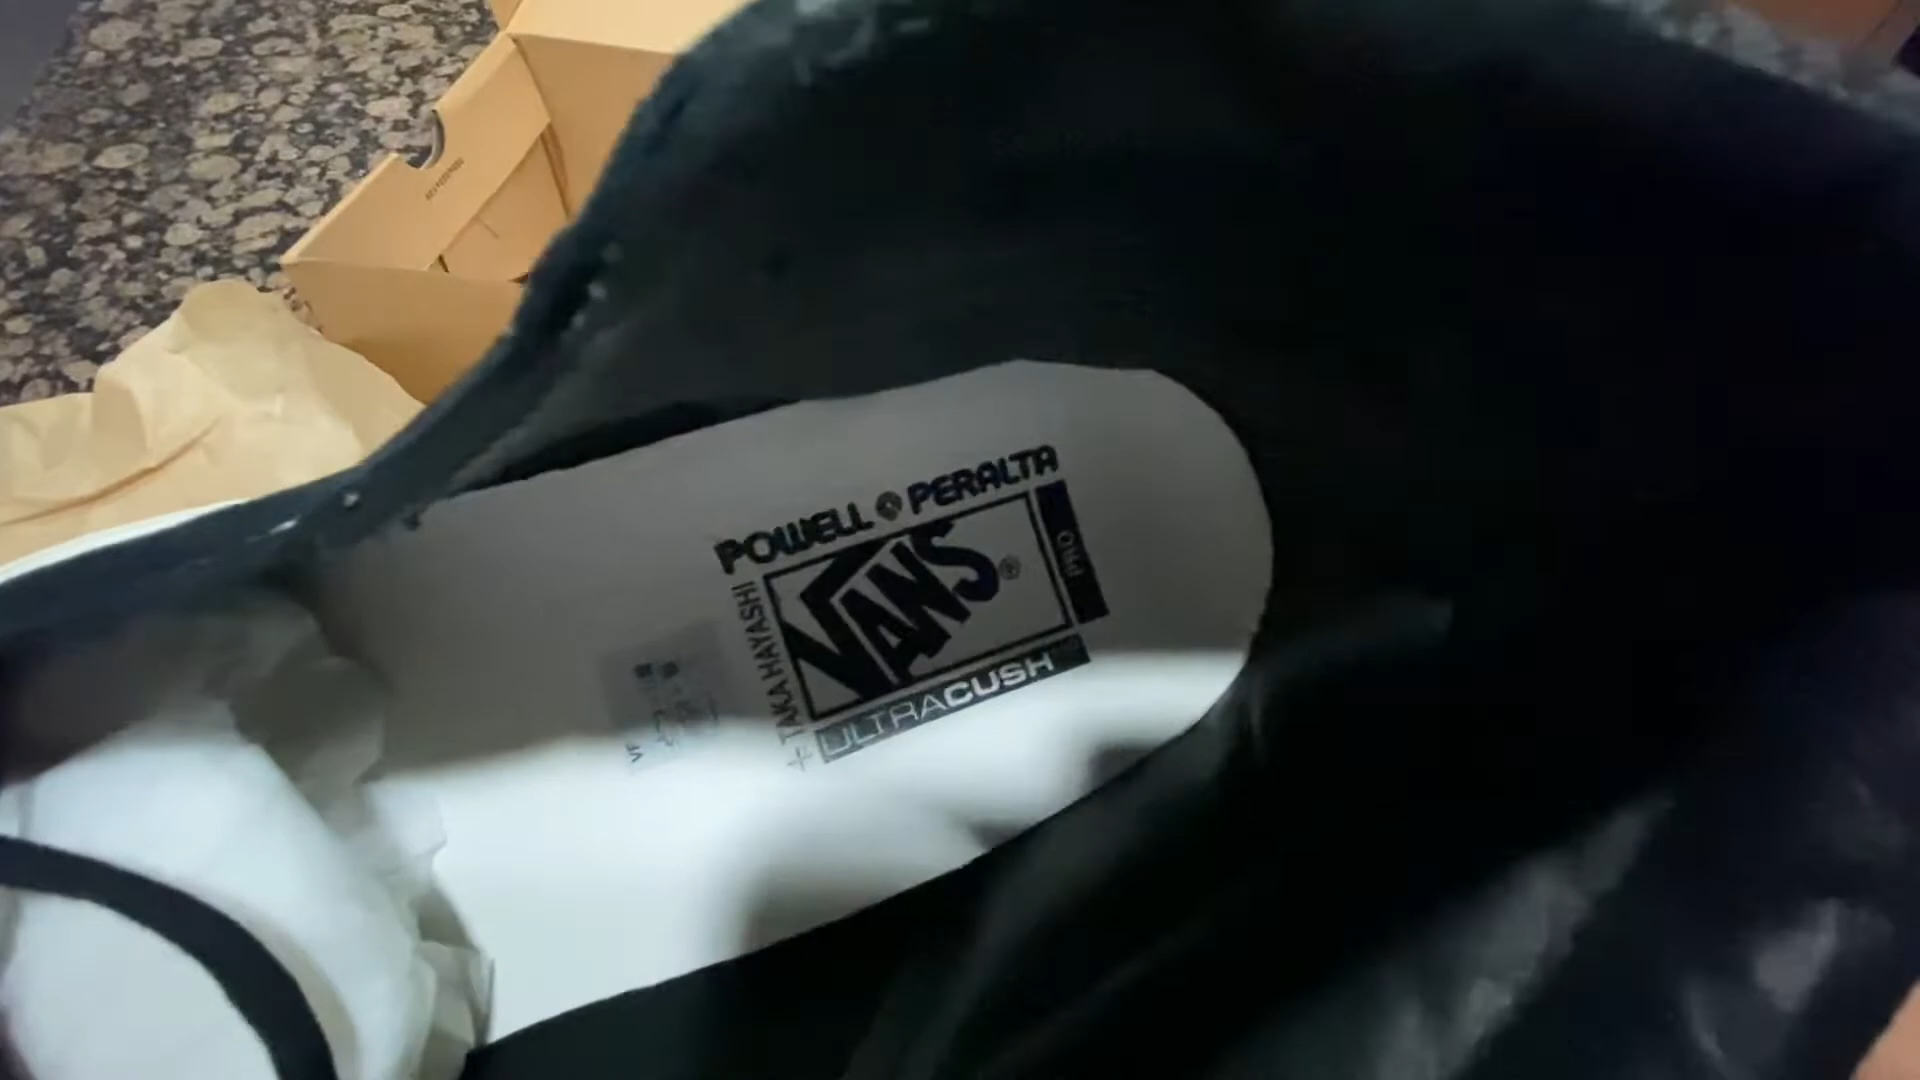 POWELL PERALTA
VANS®
PRO
+ TAKA HAYASHI
ULTRACUSH